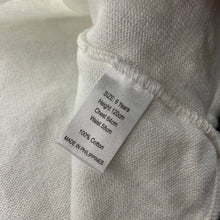 SIZE: 6 Years
Height 120cm
Chest 64cm
Waist 56cm
100% Cotton
MADE IN PHILIPPINES